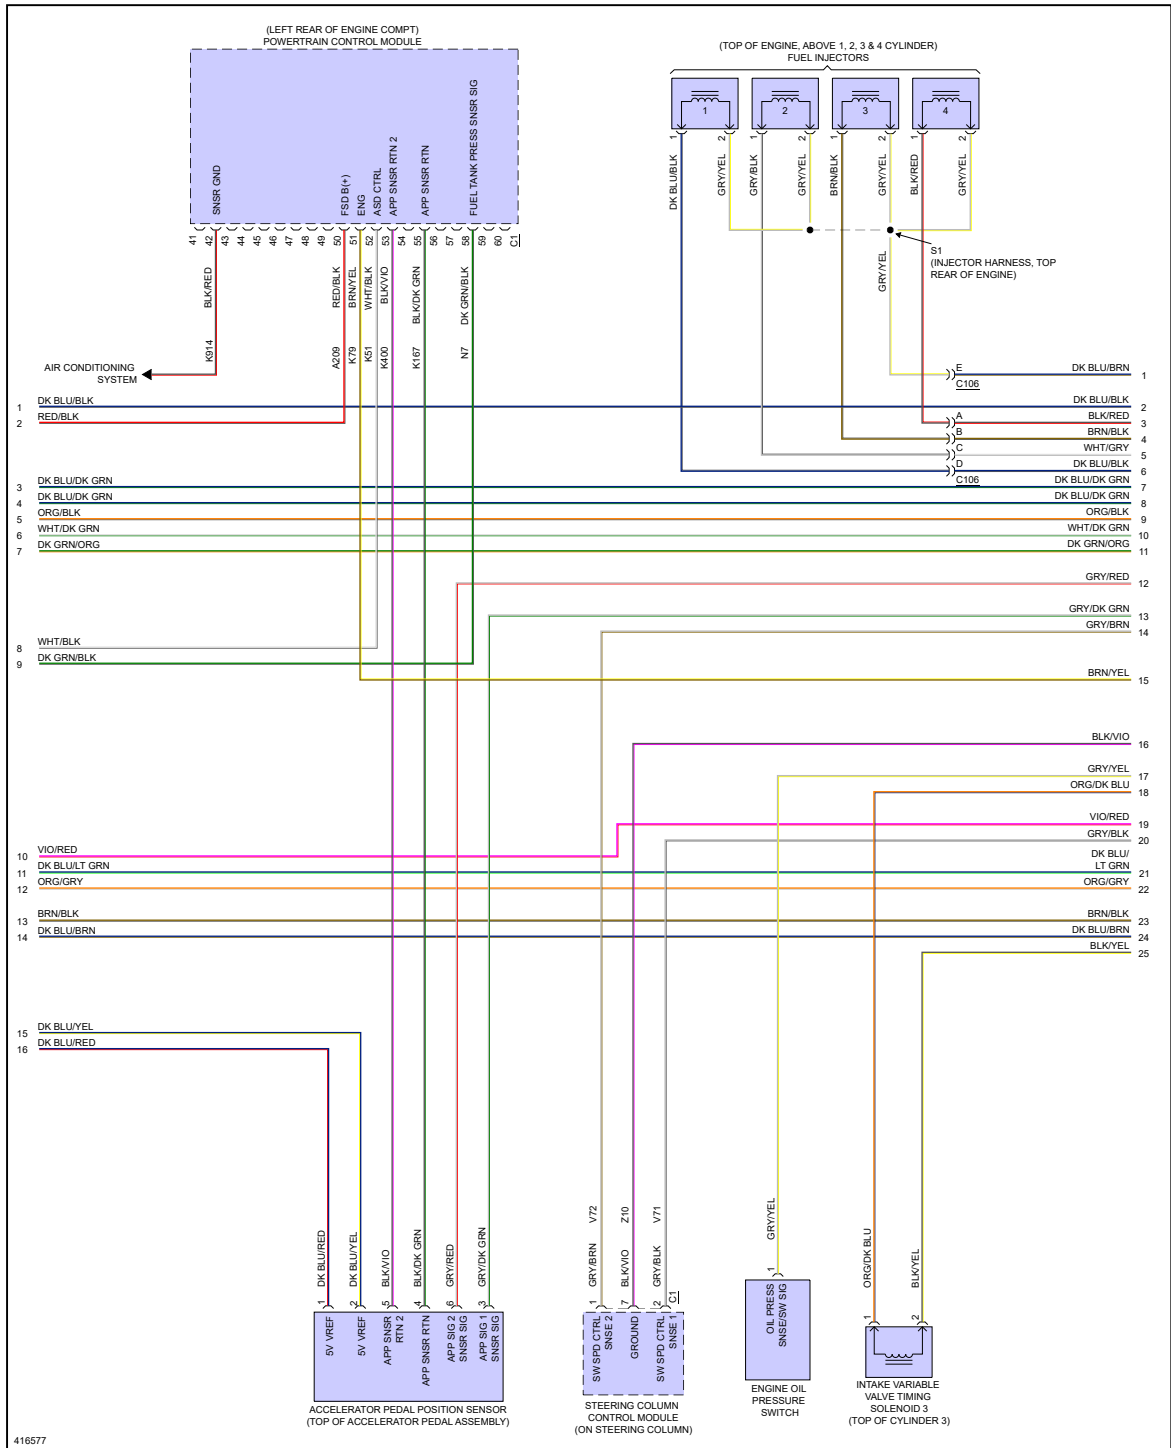 (LEFT REAR OF ENGINE COMPT)
POWERTRAIN CONTROL MODULE
(TOP OF ENGINE, ABOVE 1, 2, 3 & 4 CYLINDER)
FUEL INJECTORS
1
2
3
4
1
2
1
2
1
2
1
2
DK BLU/BLK
GRY/YEL
GRY/BLK
GRY/YEL
BRN/BLK
GRY/YEL
BLK/RED
GRY/YEL
SNSR GND
FSD B(+)
ENG
ASD CTRL
APP SNSR RTN 2
APP SNSR RTN
FUEL TANK PRESS SNSR SIG
41
42
43
44
45
46
47
48
49
50
51
52
53
54
55
56
57
58
59
60
C1
S1
(INJECTOR HARNESS, TOP
REAR OF ENGINE)
GRY/YEL
BLK/RED
RED/BLK
BRN/YEL
WHT/BLK
BLK/VIO
BLK/DK GRN
DK GRN/BLK
K914
A209
K79
K51
K400
K167
N7
AIR CONDITIONING
SYSTEM
E
C106
DK BLU/BRN
1
1
DK BLU/BLK
DK BLU/BLK
2
2
RED/BLK
A
BLK/RED
3
B
BRN/BLK
4
C
WHT/GRY
5
D
DK BLU/BLK
6
C106
3
DK BLU/DK GRN
DK BLU/DK GRN
7
4
DK BLU/DK GRN
DK BLU/DK GRN
8
5
ORG/BLK
ORG/BLK
9
6
WHT/DK GRN
WHT/DK GRN
10
7
DK GRN/ORG
DK GRN/ORG
11
GRY/RED
12
GRY/DK GRN
13
GRY/BRN
14
8
WHT/BLK
9
DK GRN/BLK
BRN/YEL
15
BLK/VIO
16
GRY/YEL
17
ORG/DK BLU
18
VIO/RED
19
GRY/BLK
20
10
VIO/RED
11
DK BLU/LT GRN
DK BLU/
LT GRN
21
12
ORG/GRY
ORG/GRY
22
13
BRN/BLK
BRN/BLK
23
14
DK BLU/BRN
DK BLU/BRN
24
BLK/YEL
25
15
DK BLU/YEL
16
DK BLU/RED
DK BLU/RED
DK BLU/YEL
BLK/VIO
BLK/DK GRN
GRY/RED
GRY/DK GRN
1
2
5
4
6
3
5V VREF
5V VREF
APP SNSR
RTN 2
APP SNSR RTN
APP SIG 2
SNSR SIG
APP SIG 1
SNSR SIG
ACCELERATOR PEDAL POSITION SENSOR
(TOP OF ACCELERATOR PEDAL ASSEMBLY)
V72
Z10
V71
GRY/BRN
BLK/VIO
GRY/BLK
1
7
2
C1
SW SPD CTRL
SNSE 2
GROUND
SW SPD CTRL
SNSE 1
STEERING COLUMN
CONTROL MODULE
(ON STEERING COLUMN)
GRY/YEL
1
OIL PRESS
SNSE/SW SIG
ENGINE OIL
PRESSURE
SWITCH
ORG/DK BLU
BLK/YEL
1
2
INTAKE VARIABLE
VALVE TIMING
SOLENOID 3
(TOP OF CYLINDER 3)
416577